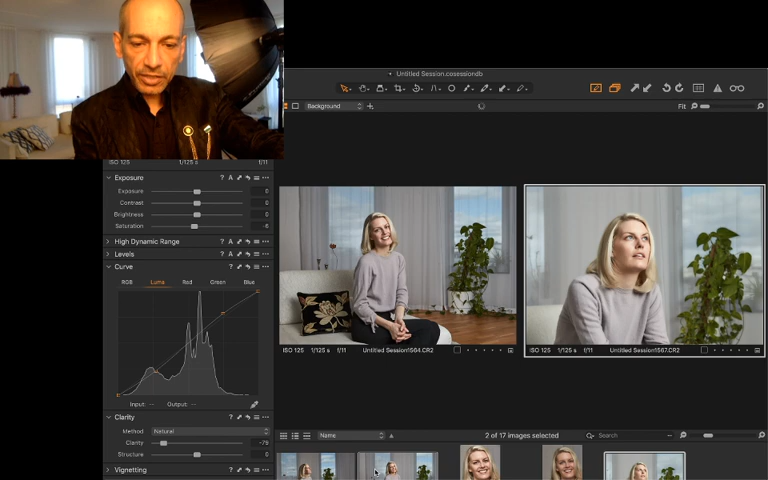 Untitled Session.cosessiondb
Background
Fit
ISO 125 1/125 s f/11
Exposure
Exposure 0
Contrast 0
Brightness 0
Saturation -6
High Dynamic Range
Levels
Curve
RGB Luma Red Green Blue
Input: -- Output: --
Clarity
Method Natural
Clarity -79
Structure 0
Vignetting
ISO 125 1/125 s f/11 Untitled Session1564.CR2
ISO 125 1/125 s f/11 Untitled Session1567.CR2
Name
2 of 17 images selected
Search